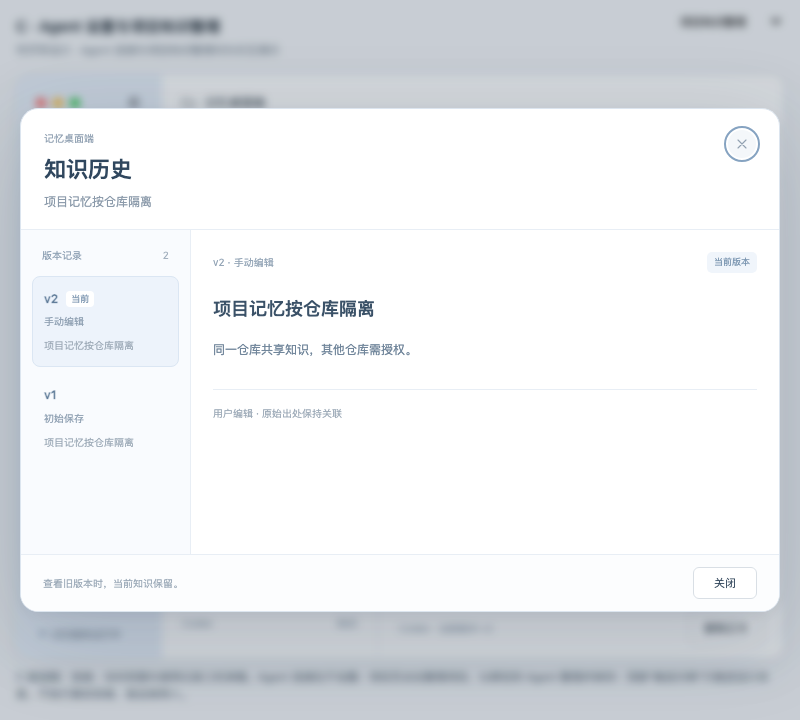 记忆桌面端
知识历史
项目记忆按仓库隔离
版本记录 2
v2 当前
手动编辑
项目记忆按仓库隔离
v1
初始保存
项目记忆按仓库隔离
v2 · 手动编辑 当前版本
项目记忆按仓库隔离
同一仓库共享知识，其他仓库需授权。
用户编辑 · 原始出处保持关联
查看旧版本时，当前知识保留。
关闭